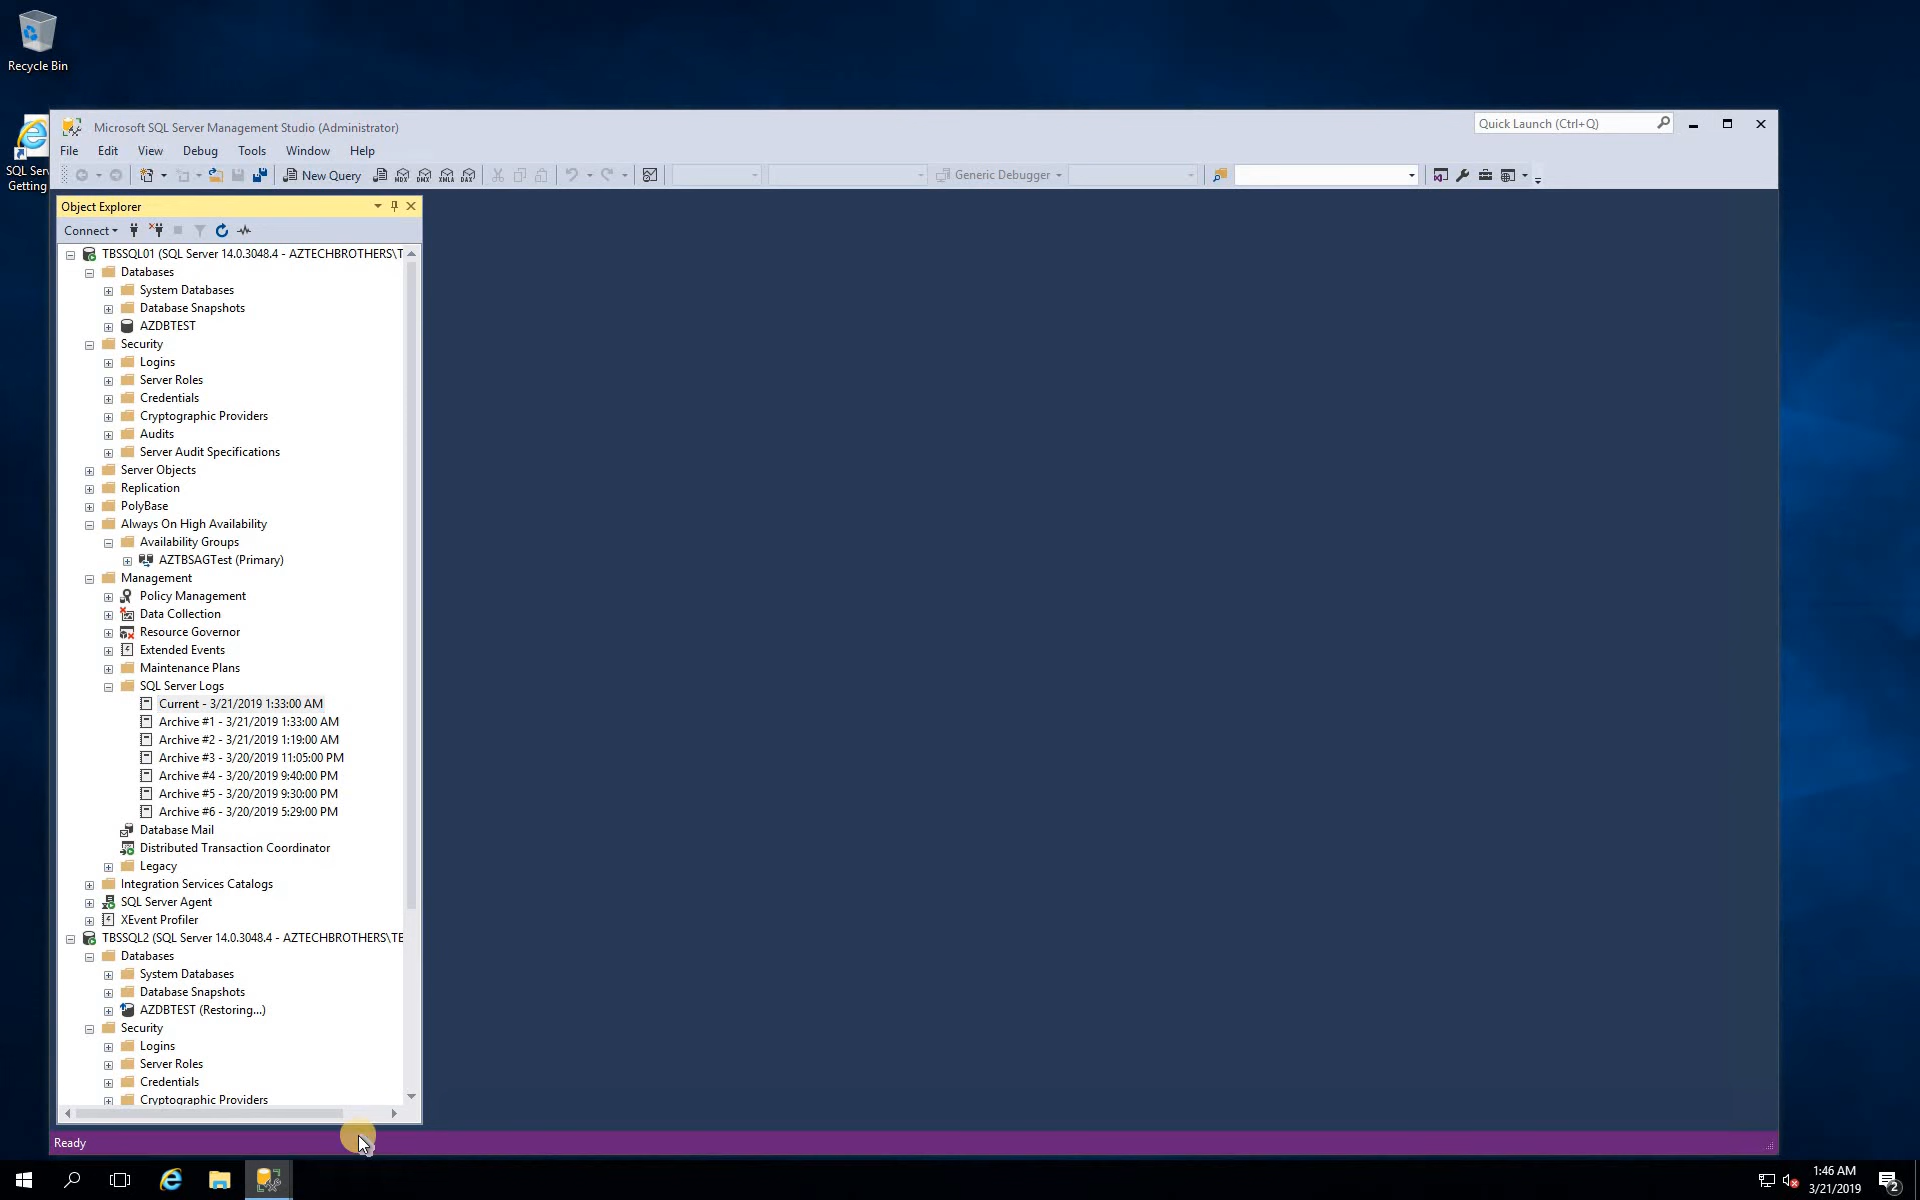 Recycle Bin
SQL Ser
Getting
Microsoft SQL Server Management Studio (Administrator)
Quick Launch (Ctrl+Q)
File Edit View Debug Tools Window Help
New Query MDX DMX XMLA DAX Generic Debugger
Object Explorer
Connect
TBSSQL01 (SQL Server 14.0.3048.4 - AZTECHBROTHERS\T
Databases
System Databases
Database Snapshots
AZDBTEST
Security
Logins
Server Roles
Credentials
Cryptographic Providers
Audits
Server Audit Specifications
Server Objects
Replication
PolyBase
Always On High Availability
Availability Groups
AZTBSAGTest (Primary)
Management
Policy Management
Data Collection
Resource Governor
Extended Events
Maintenance Plans
SQL Server Logs
Current - 3/21/2019 1:33:00 AM
Archive #1 - 3/21/2019 1:33:00 AM
Archive #2 - 3/21/2019 1:19:00 AM
Archive #3 - 3/20/2019 11:05:00 PM
Archive #4 - 3/20/2019 9:40:00 PM
Archive #5 - 3/20/2019 9:30:00 PM
Archive #6 - 3/20/2019 5:29:00 PM
Database Mail
Distributed Transaction Coordinator
Legacy
Integration Services Catalogs
SQL Server Agent
XEvent Profiler
TBSSQL2 (SQL Server 14.0.3048.4 - AZTECHBROTHERS\TE
Databases
System Databases
Database Snapshots
AZDBTEST (Restoring...)
Security
Logins
Server Roles
Credentials
Cryptographic Providers
Ready
1:46 AM
3/21/2019
2